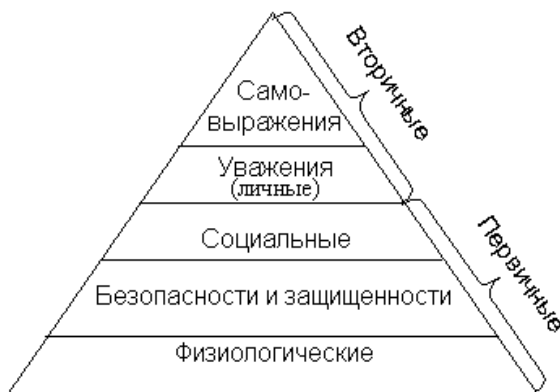 Само-
выражения
Уважения
(личные)
Социальные
Безопасности и защищенности
Физиологические
Вторичные
Первичные